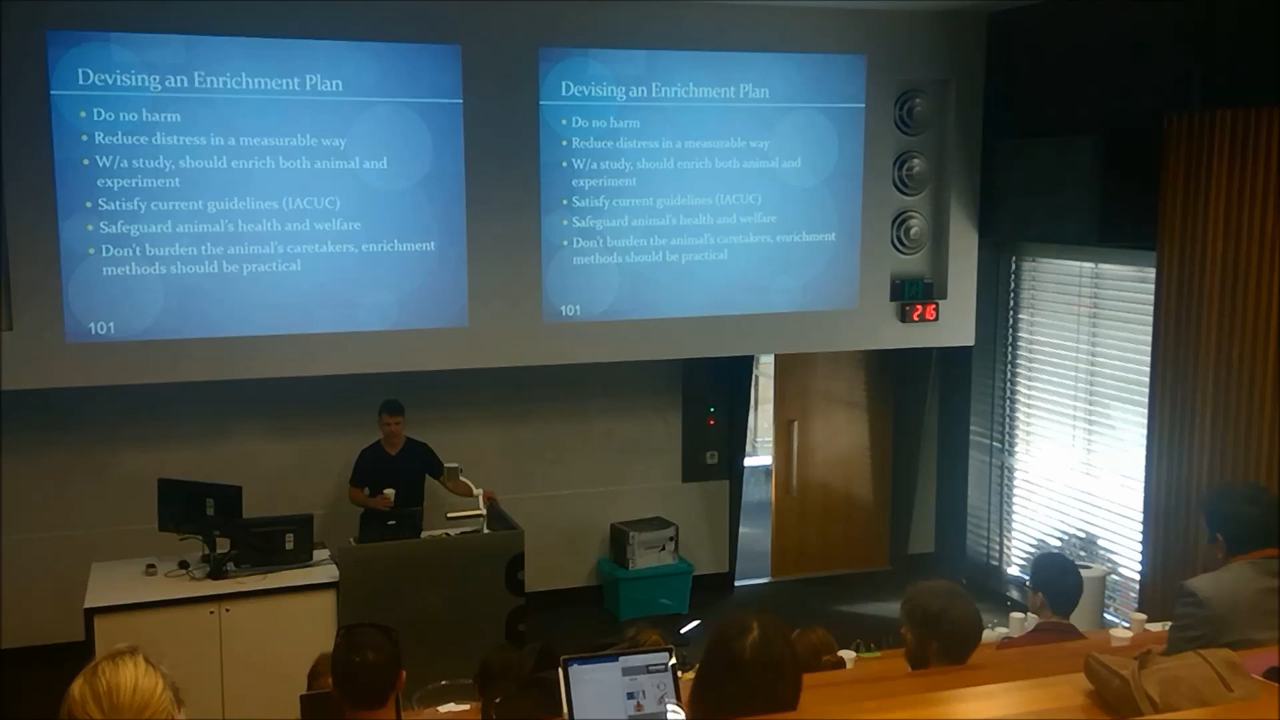 Devising an Enrichment Plan
• Do no harm
• Reduce distress in a measurable way
• W/a study, should enrich both animal and
experiment
• Satisfy current guidelines (IACUC)
• Safeguard animal's health and welfare
• Don't burden the animal's caretakers, enrichment
methods should be practical
101
Devising an Enrichment Plan
• Do no harm
• Reduce distress in a measurable way
• W/a study, should enrich both animal and
experiment
• Satisfy current guidelines (IACUC)
• Safeguard animal's health and welfare
• Don't burden the animal's caretakers, enrichment
methods should be practical
101
21:6